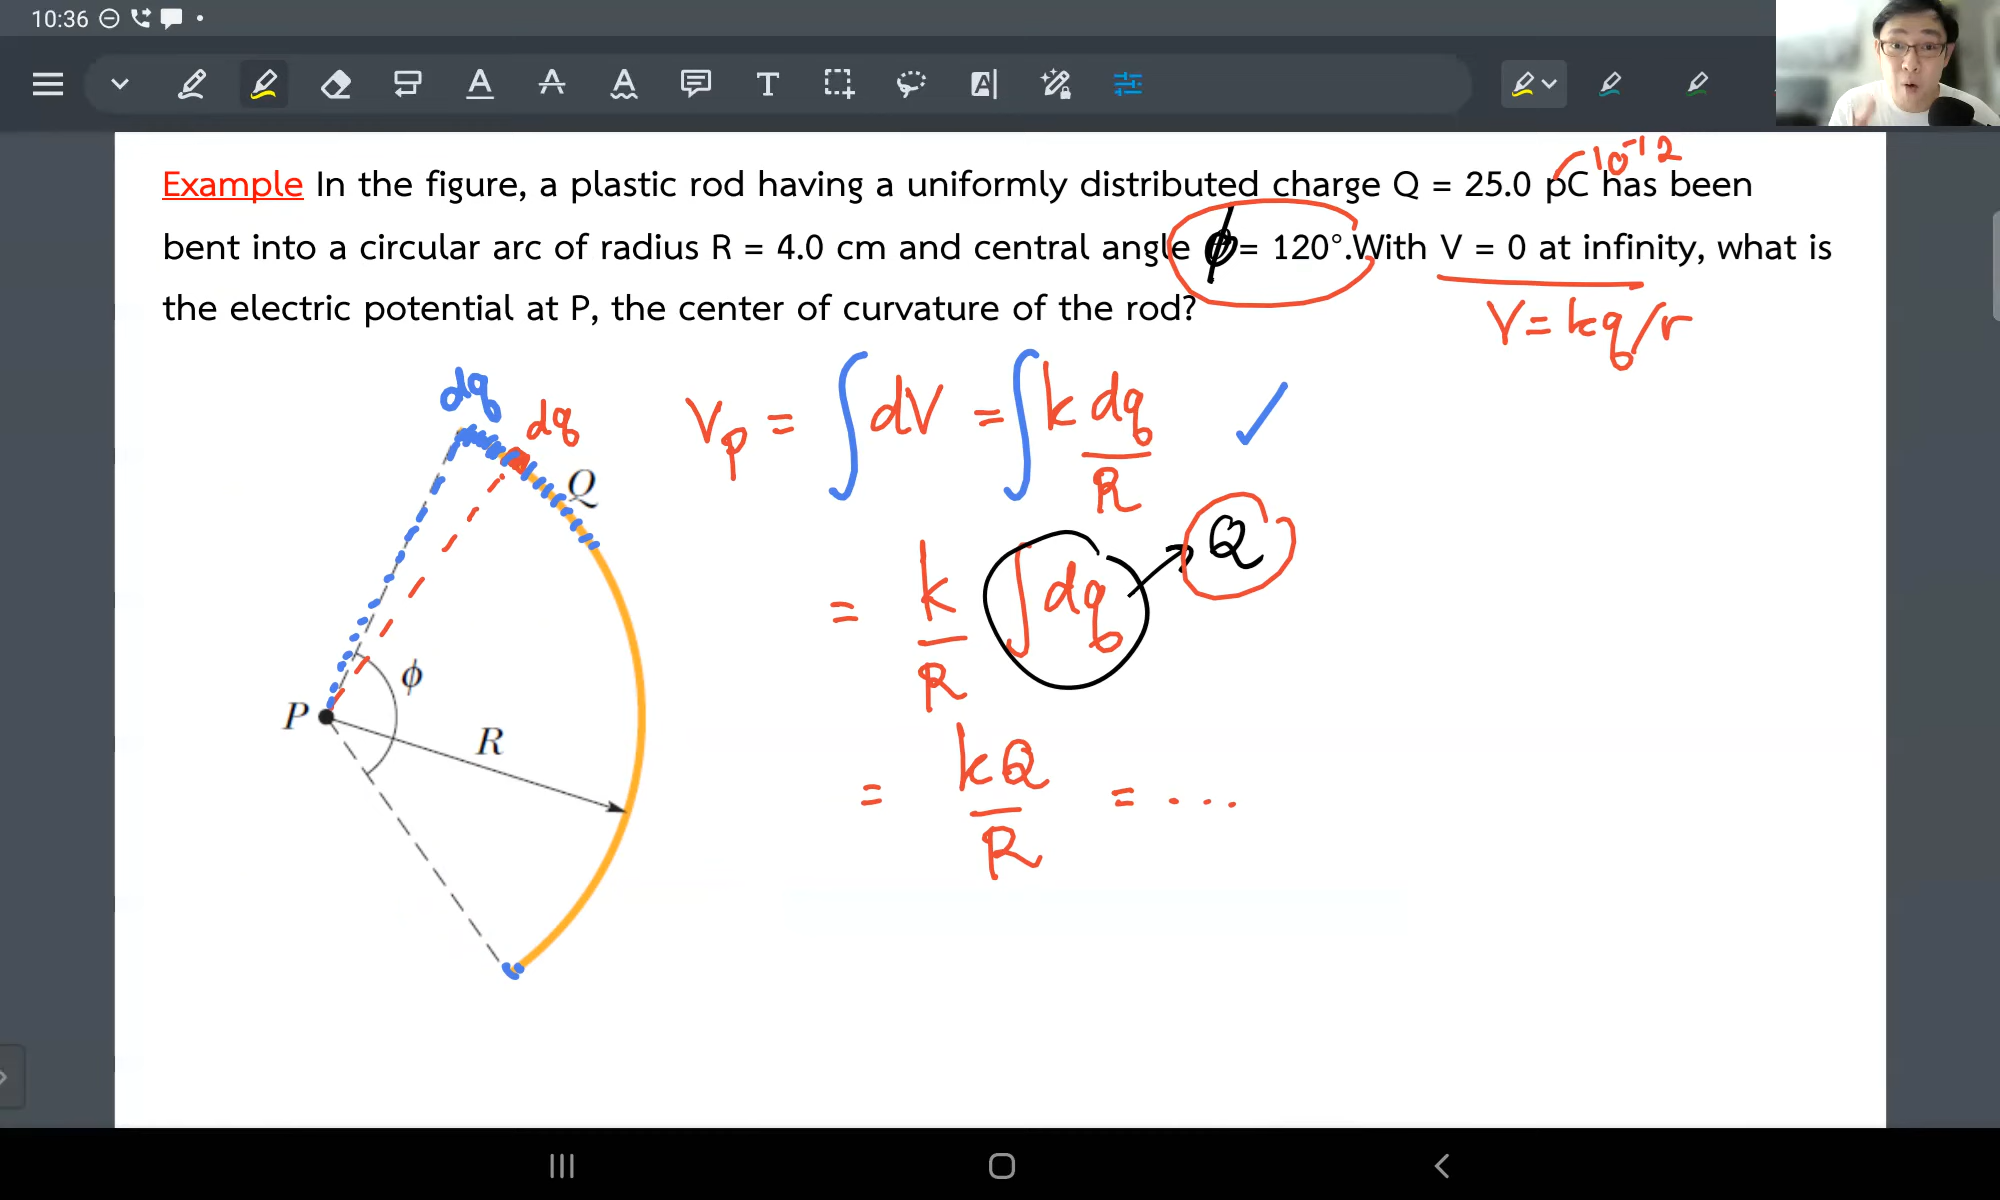 10:36
A A A T A
10⁻¹²
Example In the figure, a plastic rod having a uniformly distributed charge Q = 25.0 pC has been
bent into a circular arc of radius R = 4.0 cm and central angle ϕ = 120°.With V = 0 at infinity, what is
the electric potential at P, the center of curvature of the rod?
V = kq/r
dq
dq
Q
V_P = ∫ dV = ∫ k dq / R ✓
= k/R ∫ dq → Q
= kQ/R = ...
ϕ
P
R